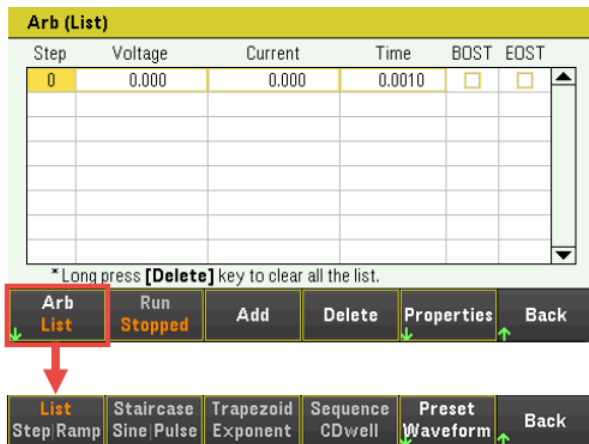 Arb (List)
Step Voltage Current Time BOST EOST
0 0.000 0.000 0.0010
*Long press [Delete] key to clear all the list.
Arb Run Add Delete Properties Back
List Stopped
List Staircase Trapezoid Sequence Preset Back
Step|Ramp Sine|Pulse Exponent CDwell Waveform